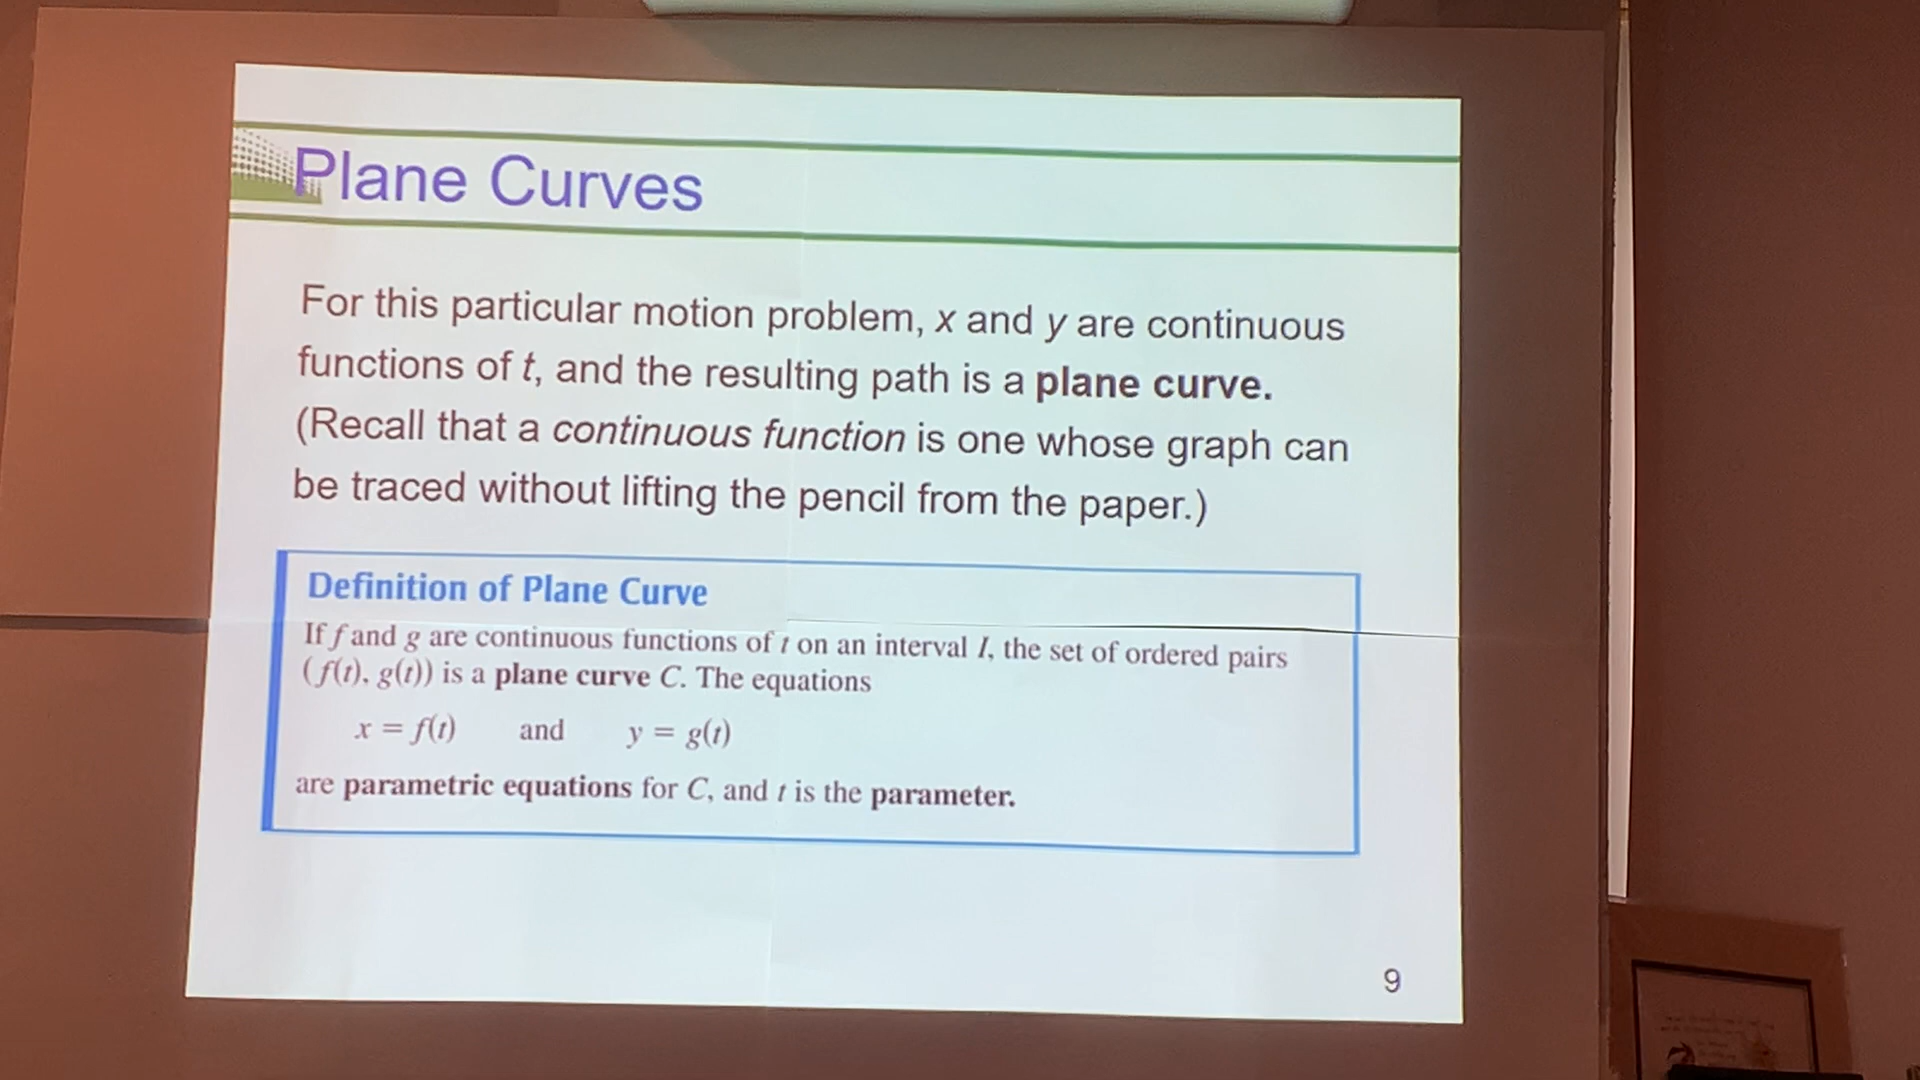 Plane Curves
For this particular motion problem, x and y are continuous
functions of t, and the resulting path is a plane curve.
(Recall that a continuous function is one whose graph can
be traced without lifting the pencil from the paper.)
Definition of Plane Curve
If f and g are continuous functions of t on an interval I, the set of ordered pairs
(f(t), g(t)) is a plane curve C. The equations
x = f(t) and y = g(t)
are parametric equations for C, and t is the parameter.
9